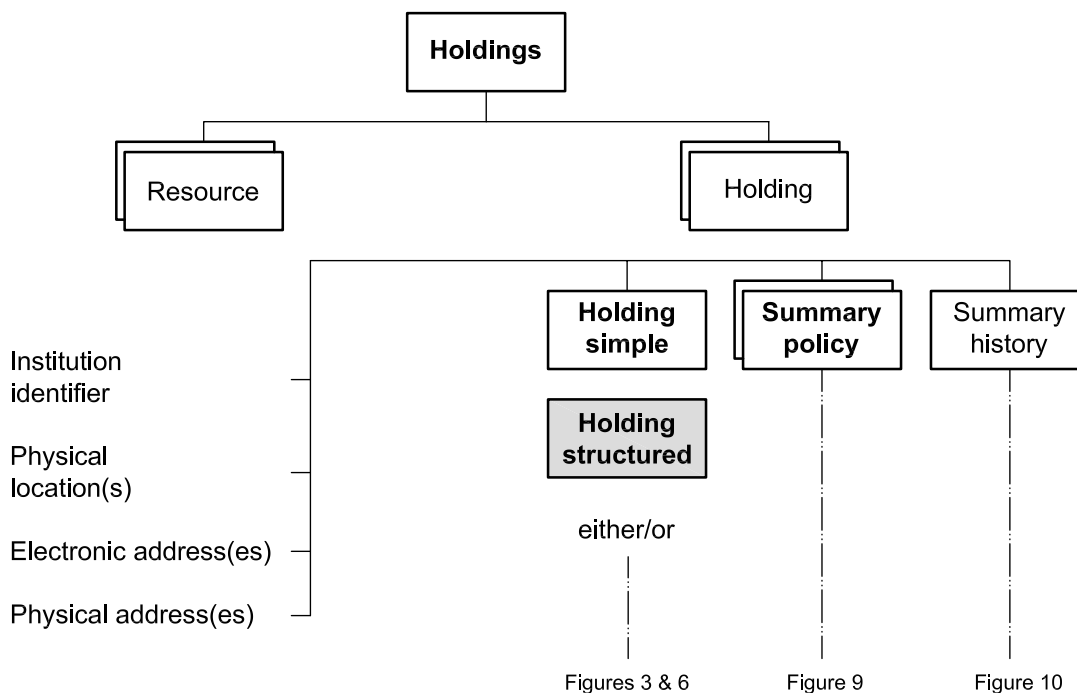 Holdings
Resource
Holding
Holding
simple
Summary
policy
Summary
history
Institution
identifier
Holding
structured
Physical
location(s)
either/or
Electronic address(es)
Physical address(es)
Figures 3 & 6
Figure 9
Figure 10